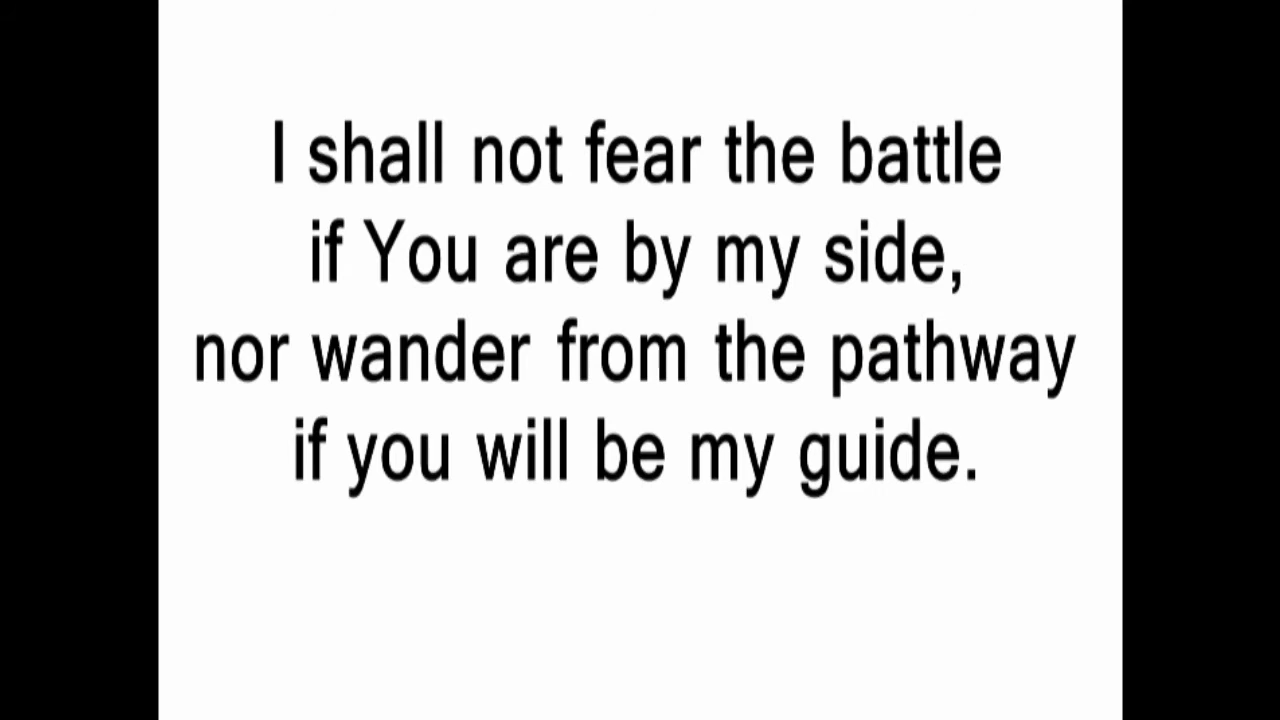 I shall not fear the battle
if You are by my side,
nor wander from the pathway
if you will be my guide.